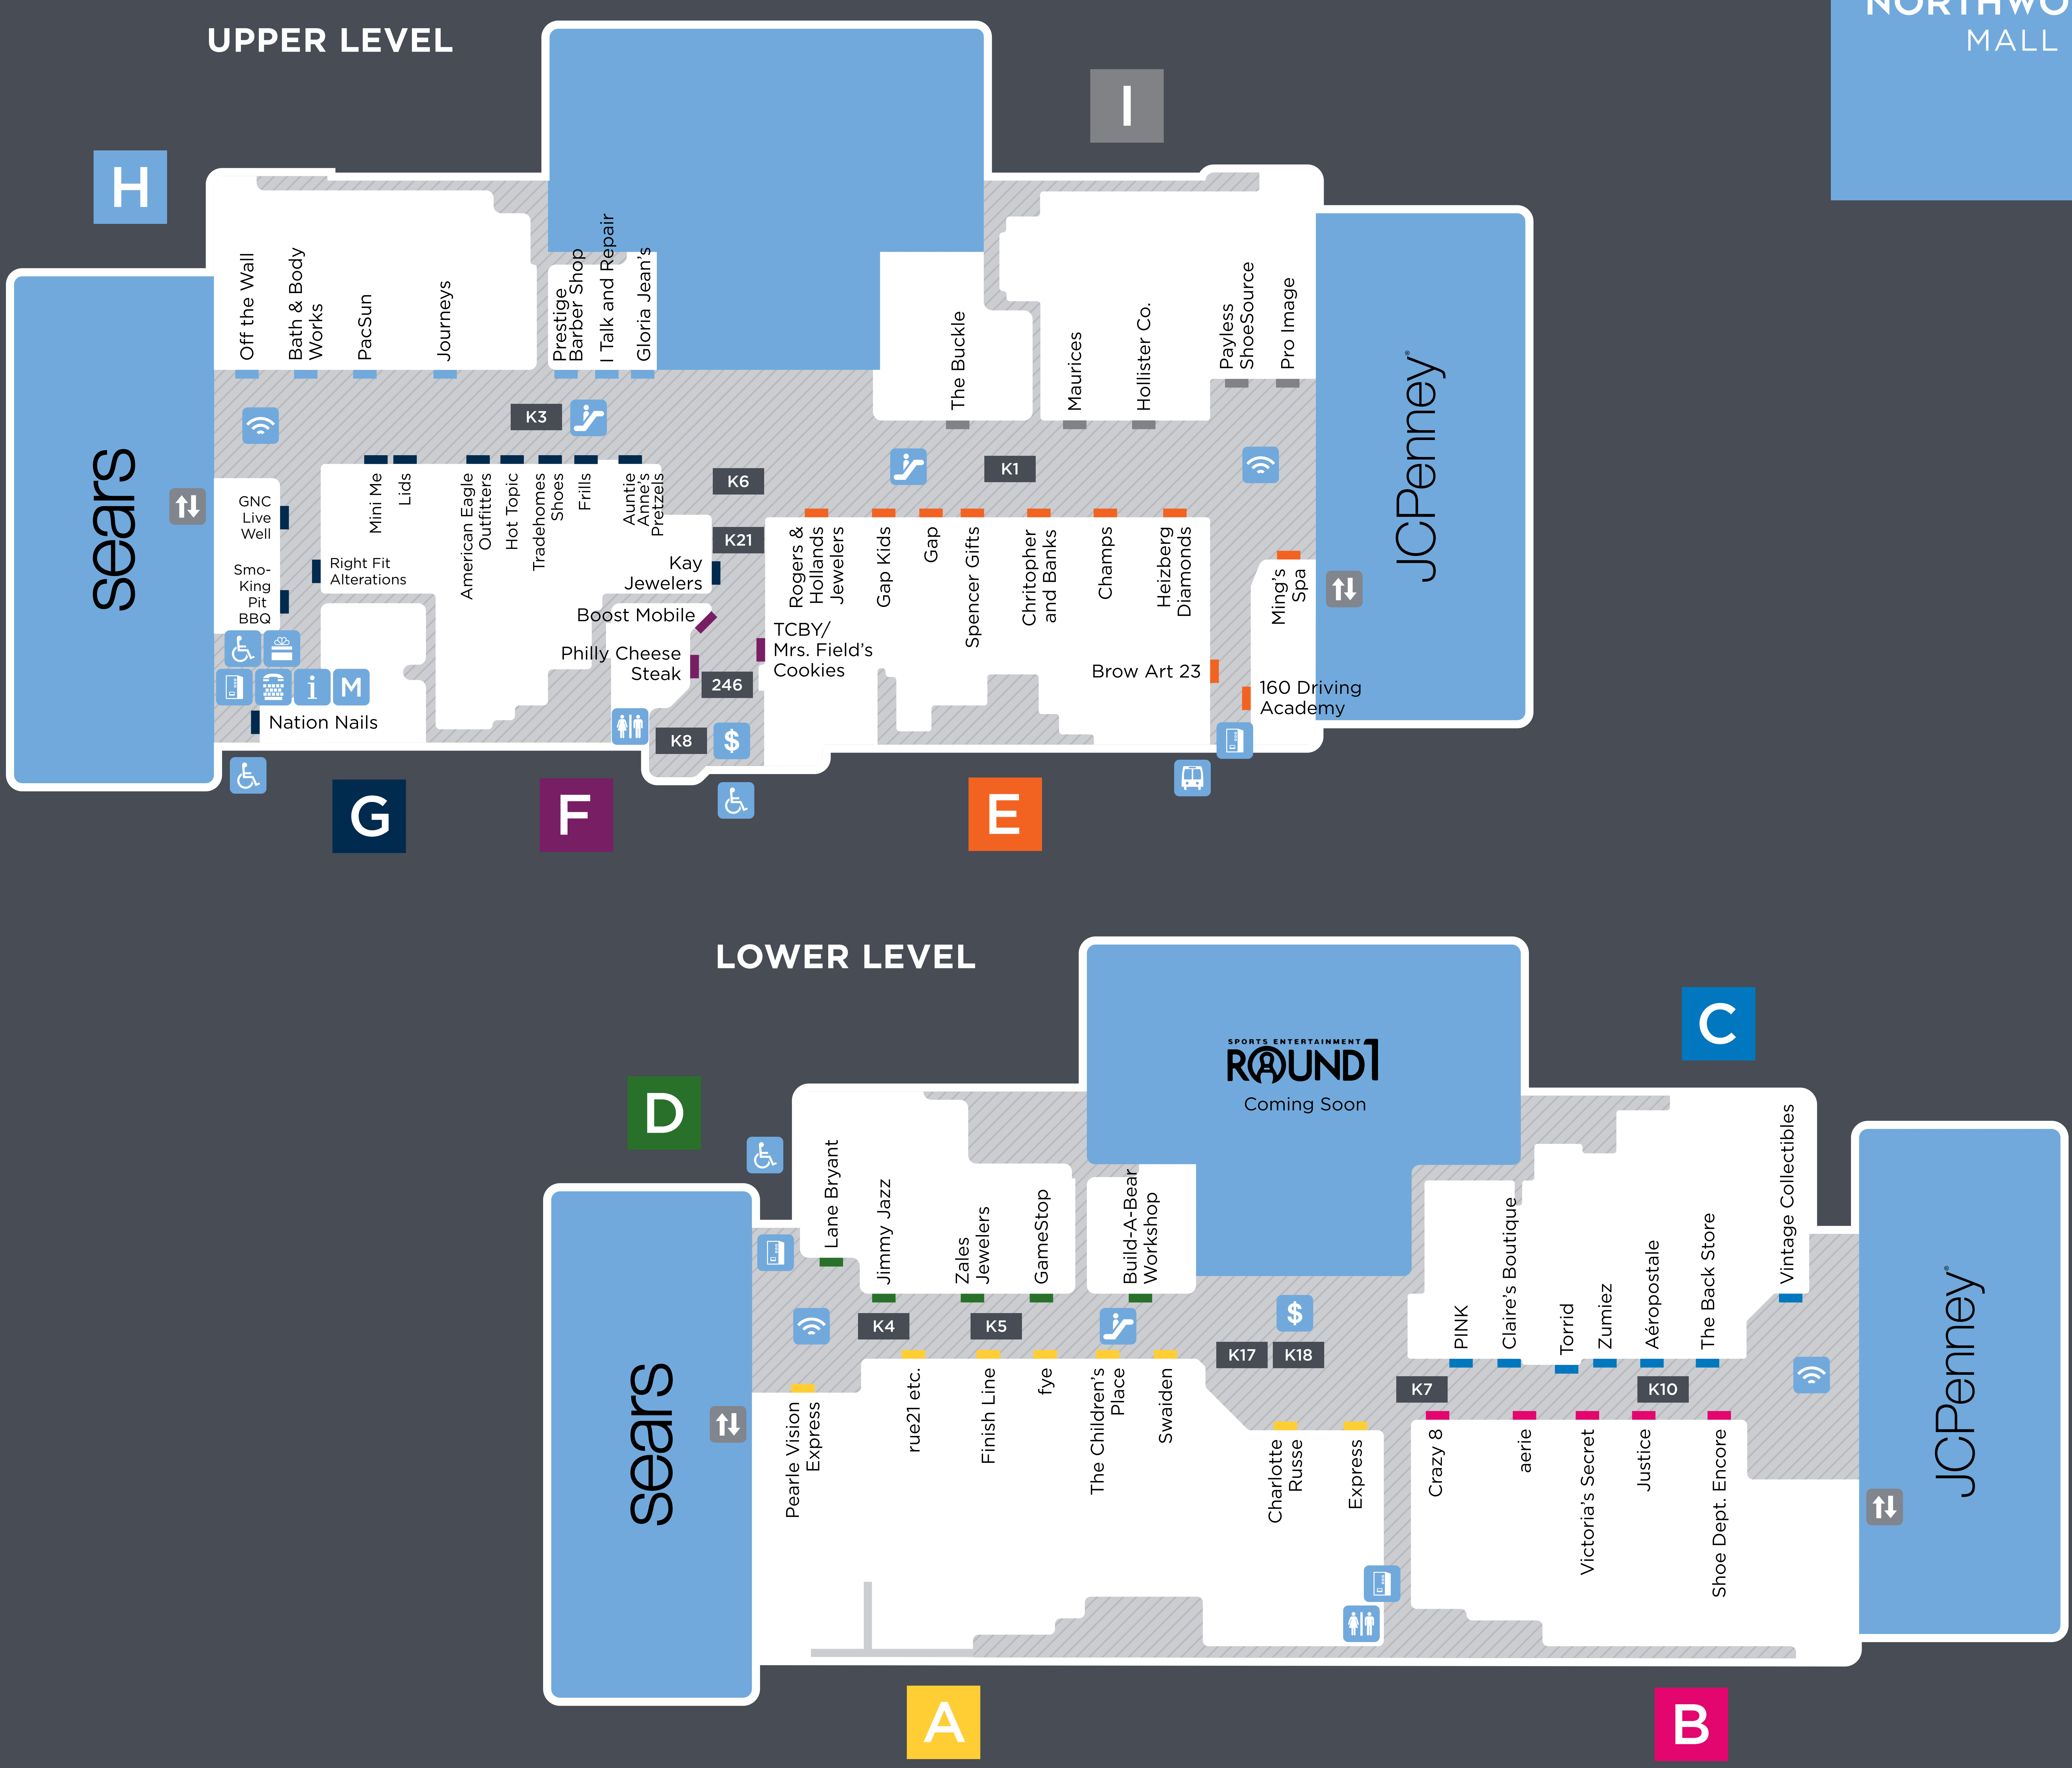 NORTHWO
MALL
UPPER LEVEL
I
H
Off the Wall
Bath & Body
Works
PacSun
Journeys
Prestige
Barber Shop
I Talk and Repair
Gloria Jean's
The Buckle
Maurices
Hollister Co.
Payless
ShoeSource
Pro Image
sears
JCPenney
K3
K6
K1
K21
GNC
Live
Well
Smo-
King
Pit
BBQ
Mini Me
Lids
Right Fit
Alterations
American Eagle
Outfitters
Hot Topic
Tradehomes
Shoes
Frills
Auntie
Anne's
Pretzels
Kay
Jewelers
Boost Mobile
Philly Cheese
Steak
TCBY/
Mrs. Field's
Cookies
Rogers &
Hollands
Jewelers
Gap Kids
Gap
Spencer Gifts
Chritopher
and Banks
Champs
Heizberg
Diamonds
Ming's
Spa
Brow Art 23
160 Driving
Academy
246
K8
$
i
M
Nation Nails
G
F
E
LOWER LEVEL
C
D
SPORTS ENTERTAINMENT
ROUND1
Coming Soon
Lane Bryant
Jimmy Jazz
Zales
Jewelers
GameStop
Build-A-Bear
Workshop
PINK
Claire's Boutique
Torrid
Zumiez
Aéropostale
The Back Store
Vintage Collectibles
sears
JCPenney
K4
K5
$
K17
K18
K7
K10
Pearle Vision
Express
rue21 etc.
Finish Line
fye
The Children's
Place
Swaiden
Charlotte
Russe
Express
Crazy 8
aerie
Victoria's Secret
Justice
Shoe Dept. Encore
A
B